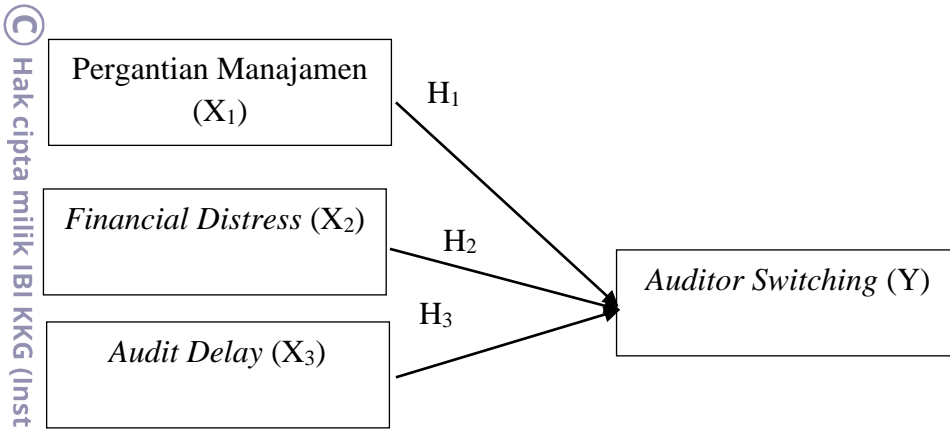 © Hak cipta milik IBI KKG (Inst
Pergantian Manajamen
(X₁)
H₁
Financial Distress (X₂)
H₂
Auditor Switching (Y)
H₃
Audit Delay (X₃)